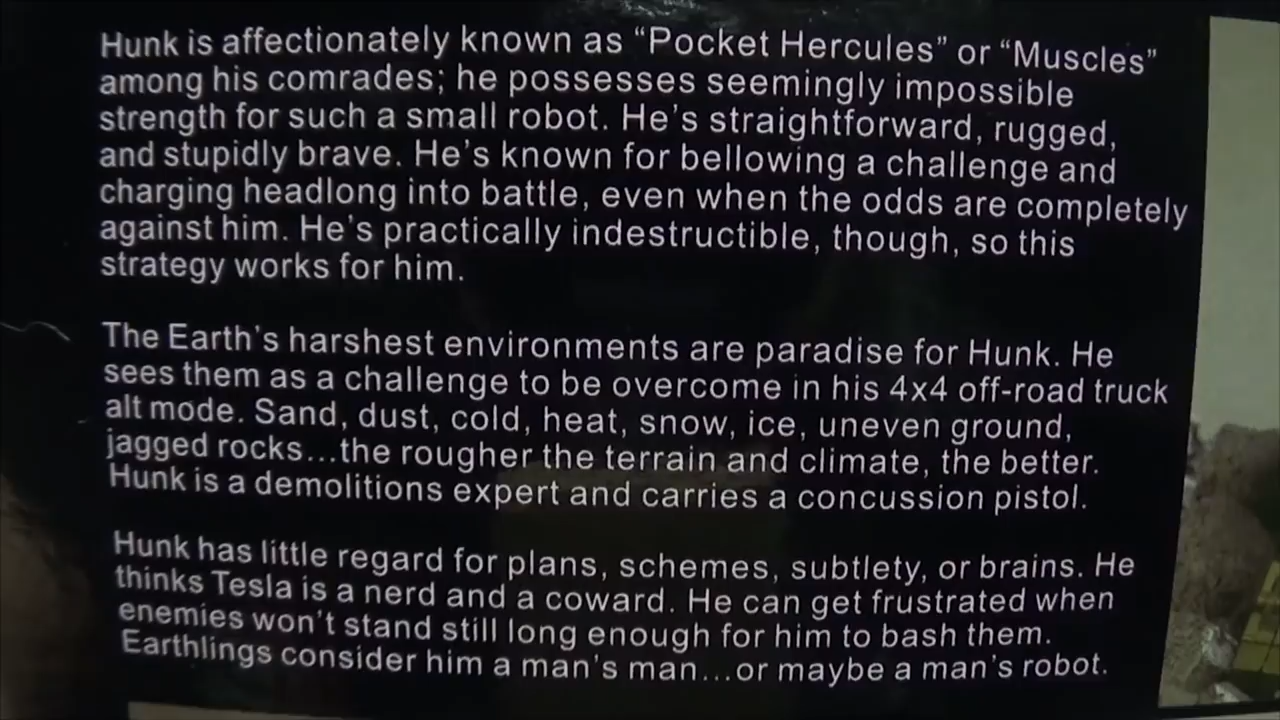 Hunk is affectionately known as “Pocket Hercules” or “Muscles”
among his comrades; he possesses seemingly impossible
strength for such a small robot. He’s straightforward, rugged,
and stupidly brave. He’s known for bellowing a challenge and
charging headlong into battle, even when the odds are completely
against him. He’s practically indestructible, though, so this
strategy works for him.
The Earth’s harshest environments are paradise for Hunk. He
sees them as a challenge to be overcome in his 4x4 off-road truck
alt mode. Sand, dust, cold, heat, snow, ice, uneven ground,
jagged rocks...the rougher the terrain and climate, the better.
Hunk is a demolitions expert and carries a concussion pistol.
Hunk has little regard for plans, schemes, subtlety, or brains. He
thinks Tesla is a nerd and a coward. He can get frustrated when
enemies won’t stand still long enough for him to bash them.
Earthlings consider him a man’s man...or maybe a man’s robot.